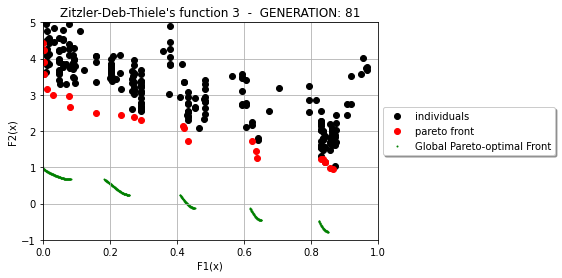 Zitzler-Deb-Thiele's function 3 - GENERATION: 81
5
4
3
2
1
0
-1
F2(x)
0.0 0.2 0.4 0.6 0.8 1.0
F1(x)
individuals
pareto front
Global Pareto-optimal Front